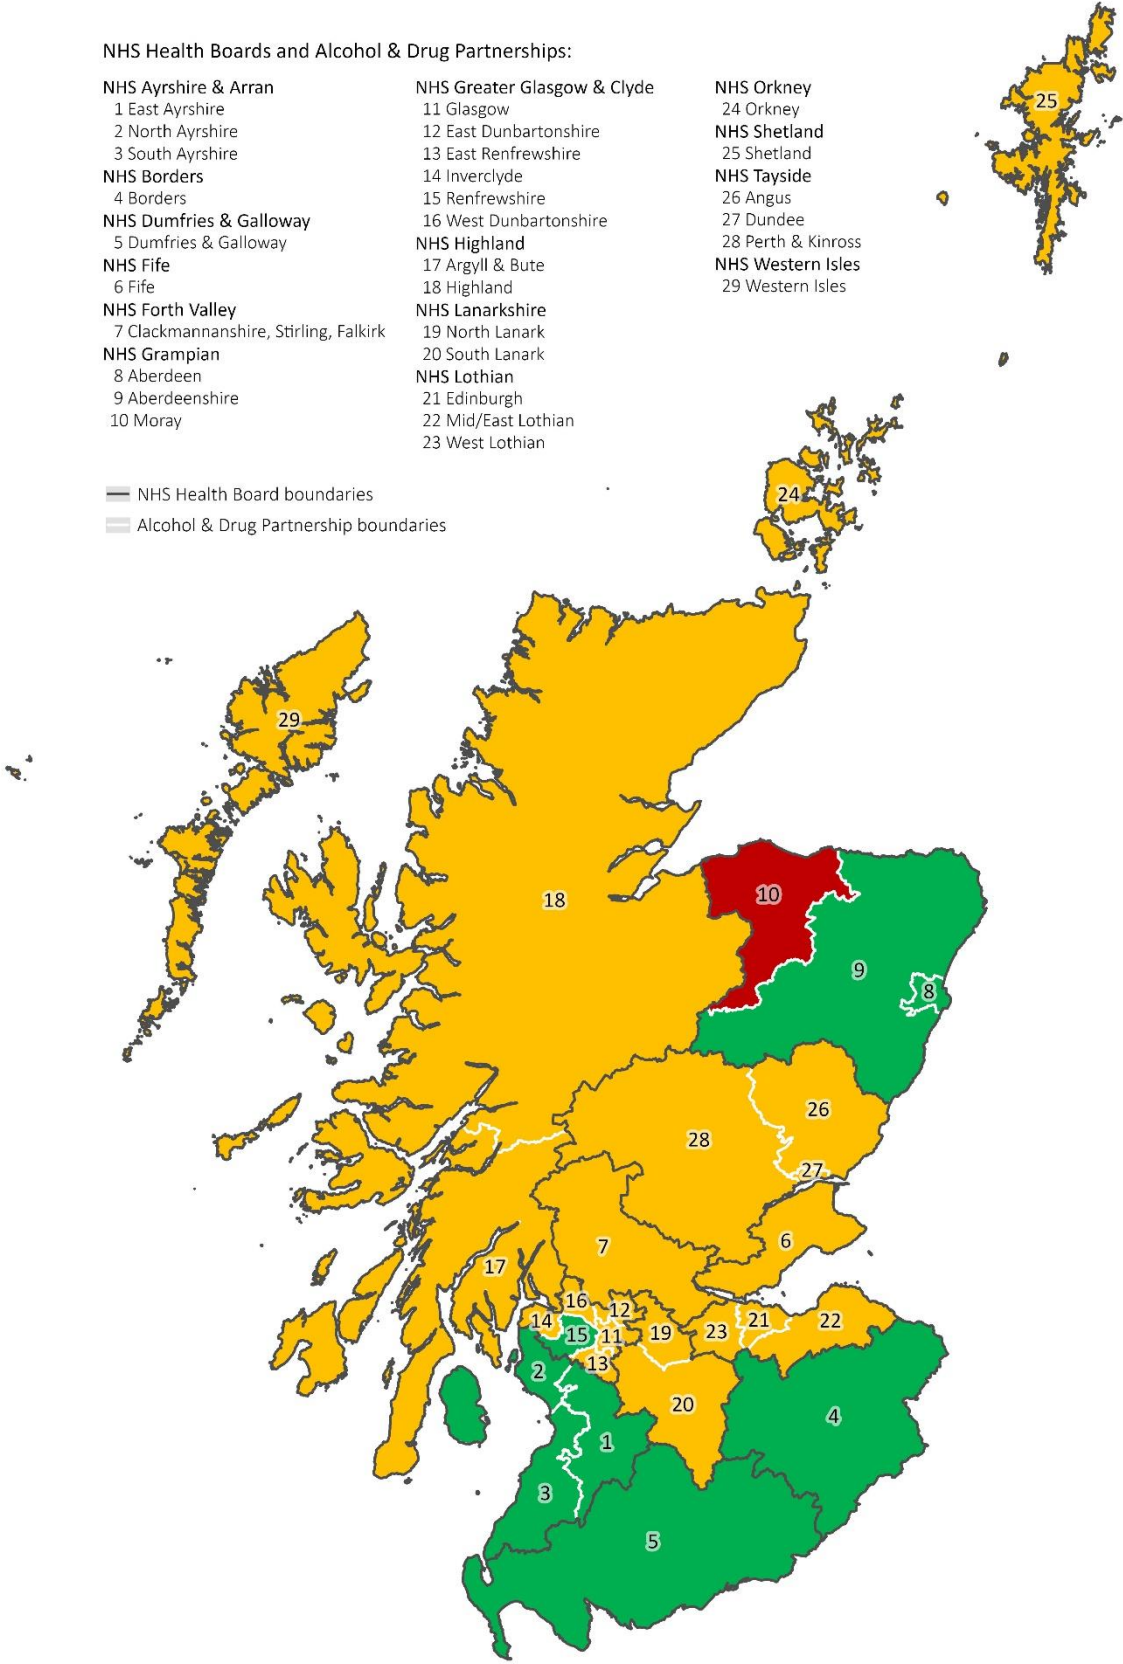 NHS Health Boards and Alcohol & Drug Partnerships:
NHS Ayrshire & Arran
1 East Ayrshire
2 North Ayrshire
3 South Ayrshire
NHS Borders
4 Borders
NHS Dumfries & Galloway
5 Dumfries & Galloway
NHS Fife
6 Fife
NHS Forth Valley
7 Clackmannanshire, Stirling, Falkirk
NHS Grampian
8 Aberdeen
9 Aberdeenshire
10 Moray
NHS Greater Glasgow & Clyde
11 Glasgow
12 East Dunbartonshire
13 East Renfrewshire
14 Inverclyde
15 Renfrewshire
16 West Dunbartonshire
NHS Highland
17 Argyll & Bute
18 Highland
NHS Lanarkshire
19 North Lanark
20 South Lanark
NHS Lothian
21 Edinburgh
22 Mid/East Lothian
23 West Lothian
NHS Orkney
24 Orkney
NHS Shetland
25 Shetland
NHS Tayside
26 Angus
27 Dundee
28 Perth & Kinross
NHS Western Isles
29 Western Isles
NHS Health Board boundaries
Alcohol & Drug Partnership boundaries
25
24
29
18
10
9
8
26
28
27
6
7
17
16
12
14
15
11
19
23
21
22
13
2
20
4
1
3
5